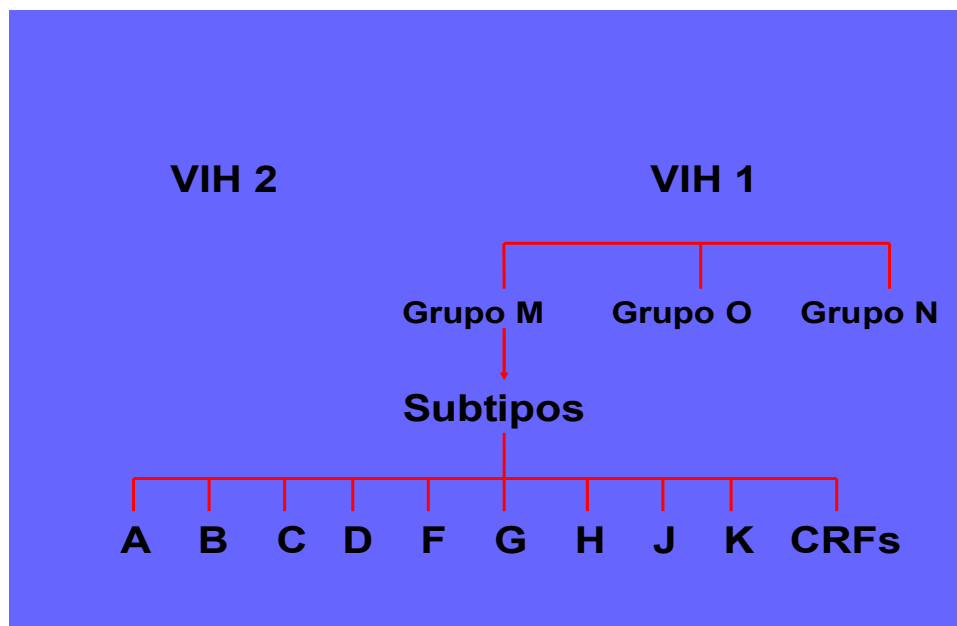 VIH 2 VIH 1
Grupo M Grupo O Grupo N
Subtipos
A B C D F G H J K CRFs